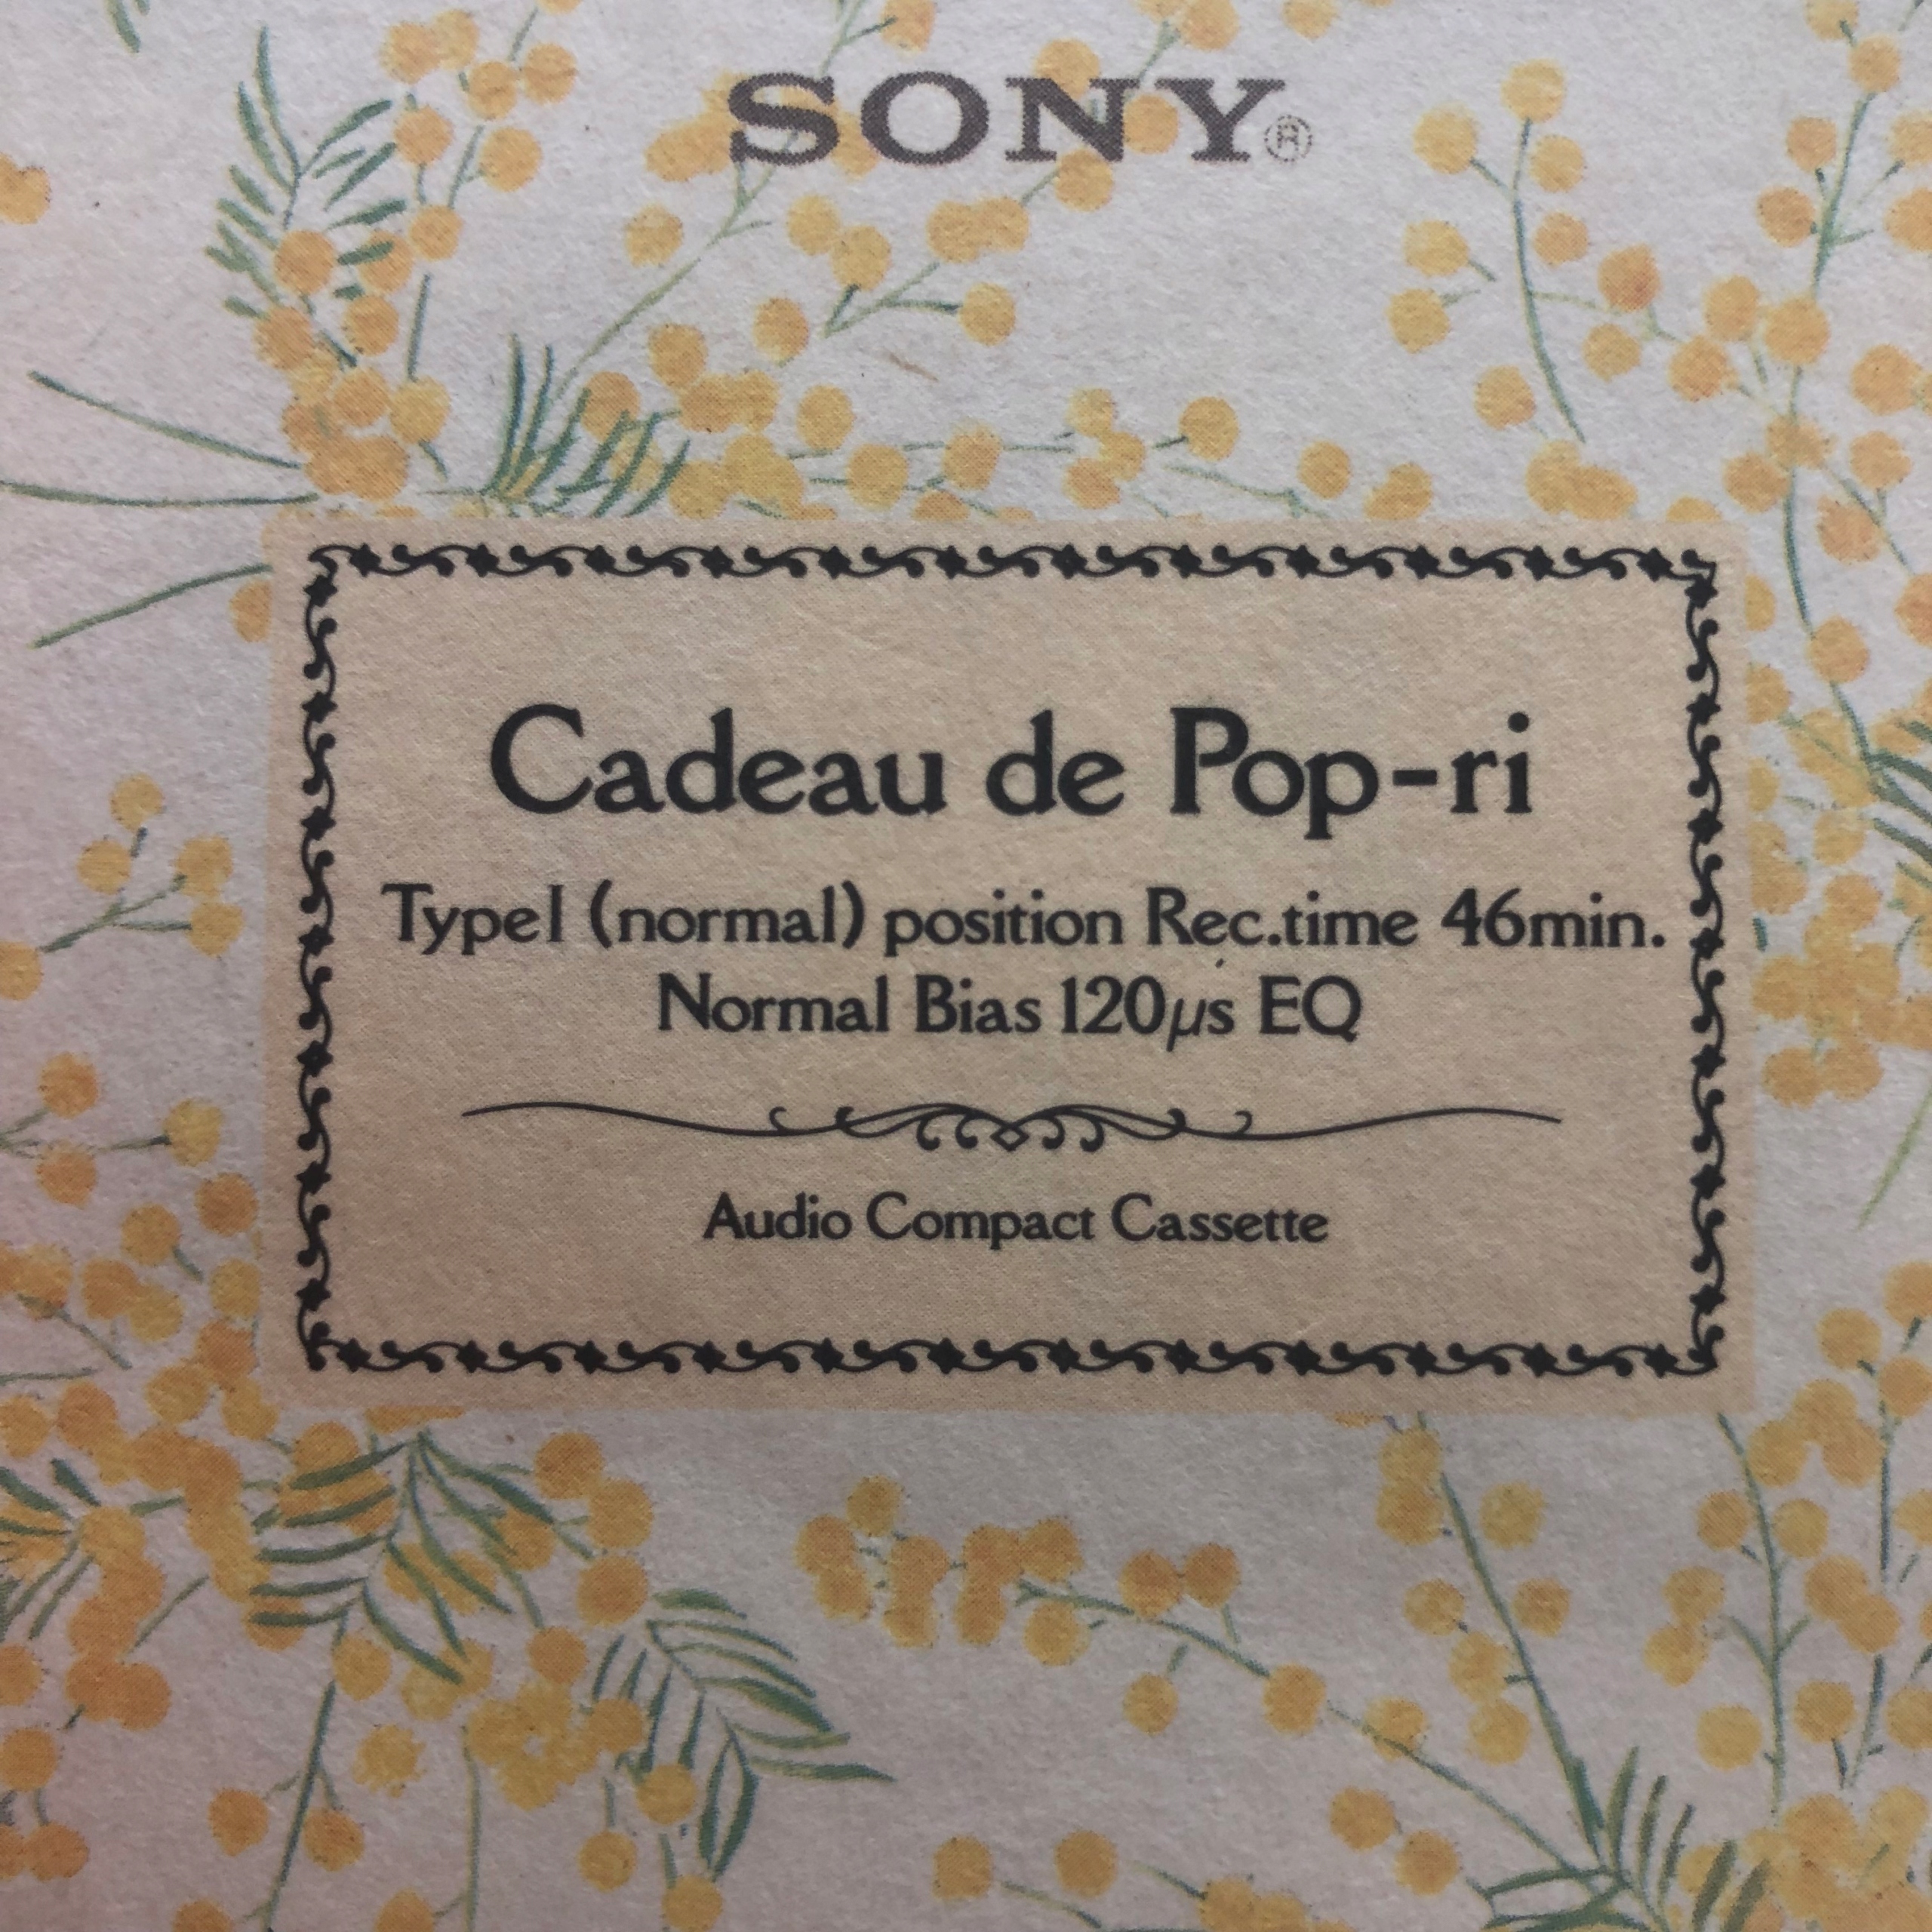 SONY®
Cadeau de Pop-ri
TypeI (normal) position Rec.time 46min.
Normal Bias 120μs EQ
Audio Compact Cassette